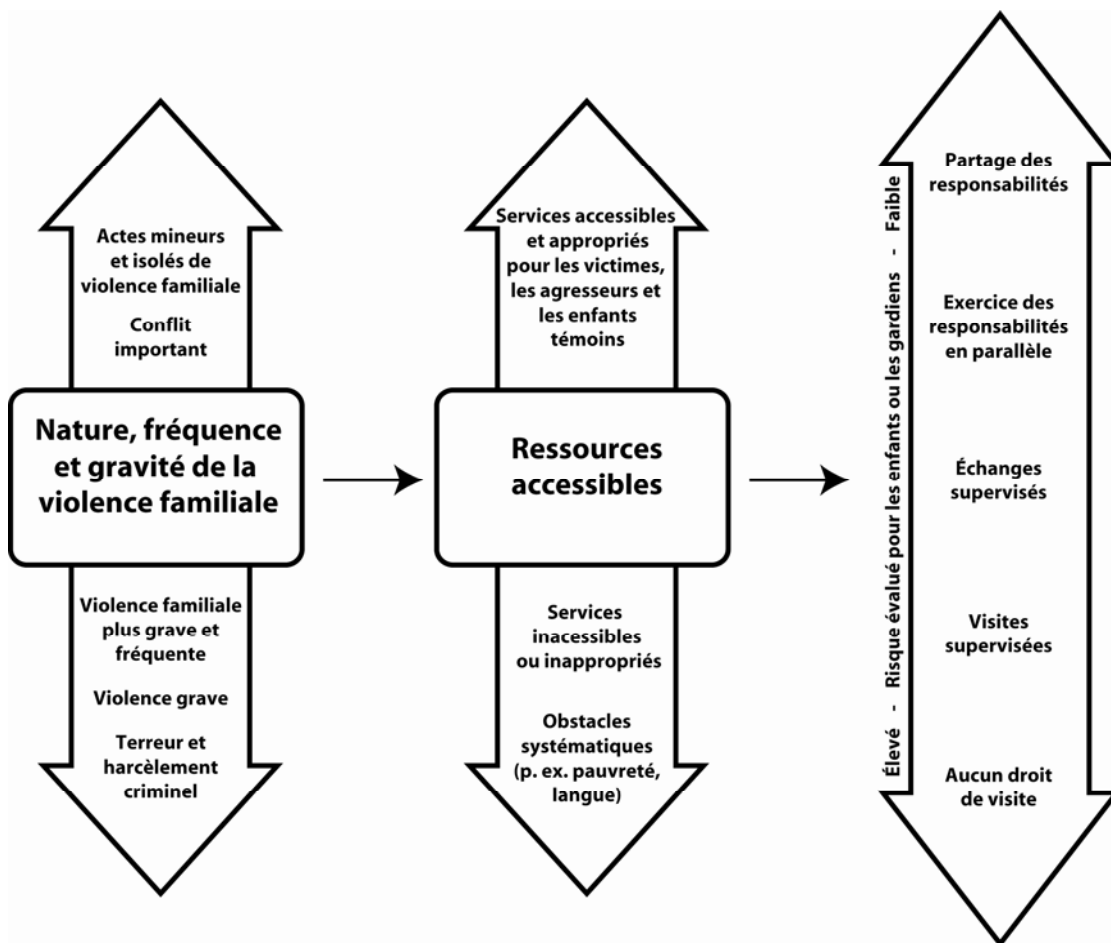 Actes mineurs
et isolés de
violence familiale
Conflit
important
Nature, fréquence
et gravité de la
violence familiale
Violence familiale
plus grave et
fréquente
Violence grave
Terreur et
harcèlement
criminel
Services accessibles
et appropriés
pour les victimes,
les agresseurs et
les enfants
témoins
Ressources
accessibles
Services
inacessibles
ou inappropriés
Obstacles
systématiques
(p. ex. pauvreté,
langue)
Élevé - Risque évalué pour les enfants ou les gardiens - Faible
Partage des
responsabilités
Exercice des
responsabilités
en parallèle
Échanges
supervisés
Visites
supervisées
Aucun droit
de visite